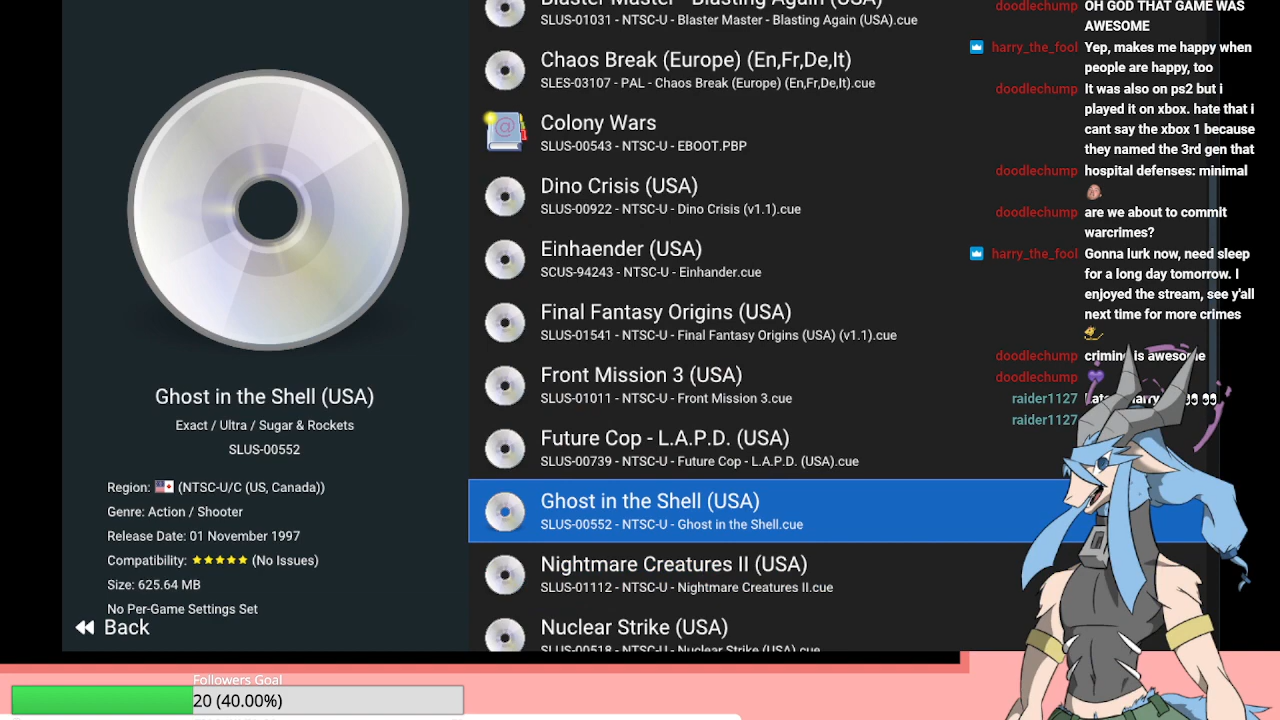 Blaster Master - Blasting Again (USA)
SLUS-01031 - NTSC-U - Blaster Master - Blasting Again (USA).cue
Chaos Break (Europe) (En,Fr,De,It)
SLES-03107 - PAL - Chaos Break (Europe) (En,Fr,De,It).cue
Colony Wars
SLUS-00543 - NTSC-U - EBOOT.PBP
Dino Crisis (USA)
SLUS-00922 - NTSC-U - Dino Crisis (v1.1).cue
Einhaender (USA)
SCUS-94243 - NTSC-U - Einhander.cue
Final Fantasy Origins (USA)
SLUS-01541 - NTSC-U - Final Fantasy Origins (USA) (v1.1).cue
Front Mission 3 (USA)
SLUS-01011 - NTSC-U - Front Mission 3.cue
Future Cop - L.A.P.D. (USA)
SLUS-00739 - NTSC-U - Future Cop - L.A.P.D. (USA).cue
Ghost in the Shell (USA)
SLUS-00552 - NTSC-U - Ghost in the Shell.cue
Nightmare Creatures II (USA)
SLUS-01112 - NTSC-U - Nightmare Creatures II.cue
Nuclear Strike (USA)
SLUS-00518 - NTSC-U - Nuclear Strike (USA).cue
Ghost in the Shell (USA)
Exact / Ultra / Sugar & Rockets
SLUS-00552
Region: (NTSC-U/C (US, Canada))
Genre: Action / Shooter
Release Date: 01 November 1997
Compatibility: ★★★★★ (No Issues)
Size: 625.64 MB
No Per-Game Settings Set
Back
doodlechump OH GOD THAT GAME WAS
AWESOME
harry_the_fool Yep, makes me happy when
people are happy, too
doodlechump It was also on ps2 but i
played it on xbox. hate that i
cant say the xbox 1 because
they named the 3rd gen that
doodlechump hospital defenses: minimal
doodlechump are we about to commit
warcrimes?
harry_the_fool Gonna lurk now, need sleep
for a long day tomorrow. I
enjoyed the stream, see y'all
next time for more crimes
doodlechump criming is awesome
doodlechump
raider1127
raider1127
Followers Goal
20 (40.00%)